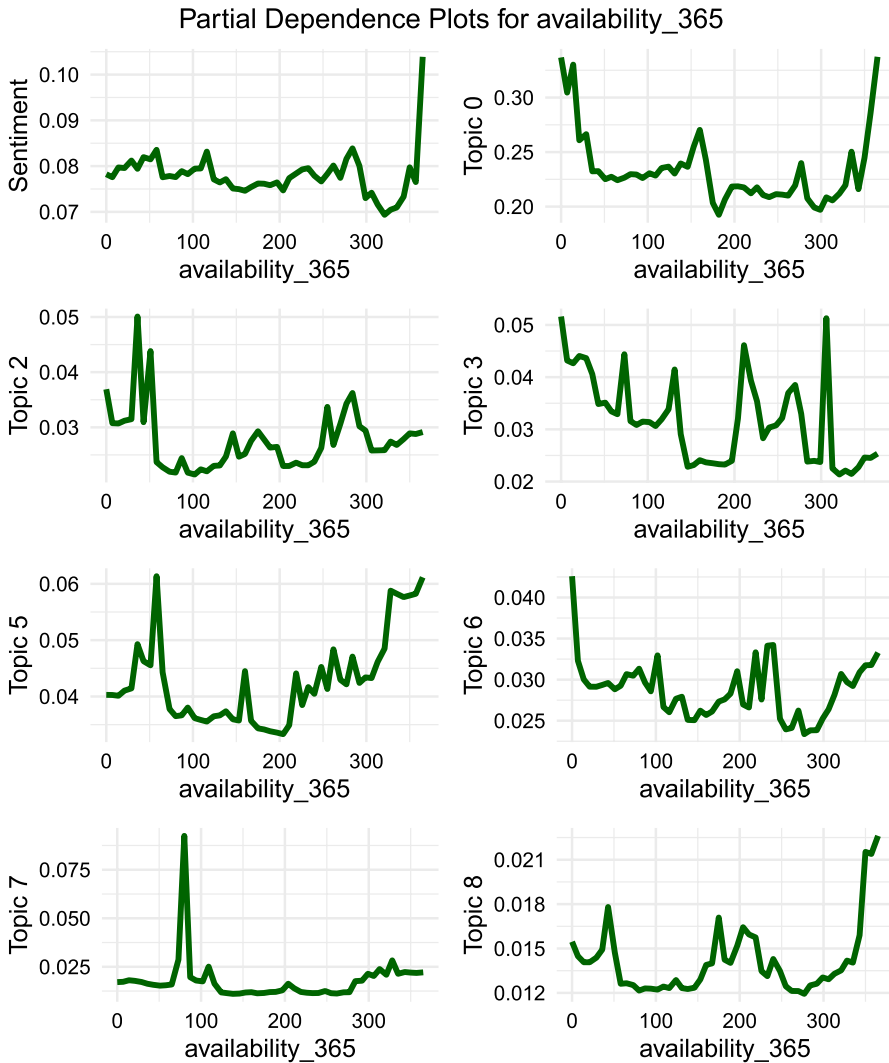 Partial Dependence Plots for availability_365
Sentiment
0.10
0.09
0.08
0.07
0 100 200 300
availability_365
Topic 0
0.30
0.25
0.20
0 100 200 300
availability_365
Topic 2
0.05
0.04
0.03
0 100 200 300
availability_365
Topic 3
0.05
0.04
0.03
0.02
0 100 200 300
availability_365
Topic 5
0.06
0.05
0.04
0 100 200 300
availability_365
Topic 6
0.040
0.035
0.030
0.025
0 100 200 300
availability_365
Topic 7
0.075
0.050
0.025
0 100 200 300
availability_365
Topic 8
0.021
0.018
0.015
0.012
0 100 200 300
availability_365